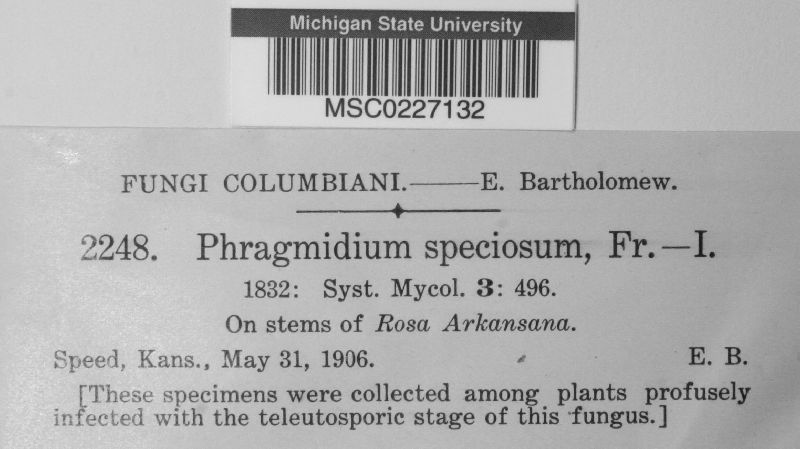 Michigan State University
MSC0227132
FUNGI COLUMBIANI.——E. Bartholomew.
2248. Phragmidium speciosum, Fr.—I.
1832: Syst. Mycol. 3: 496.
On stems of Rosa Arkansana.
Speed, Kans., May 31, 1906. E. B.
[These specimens were collected among plants profusely
infected with the teleutosporic stage of this fungus.]